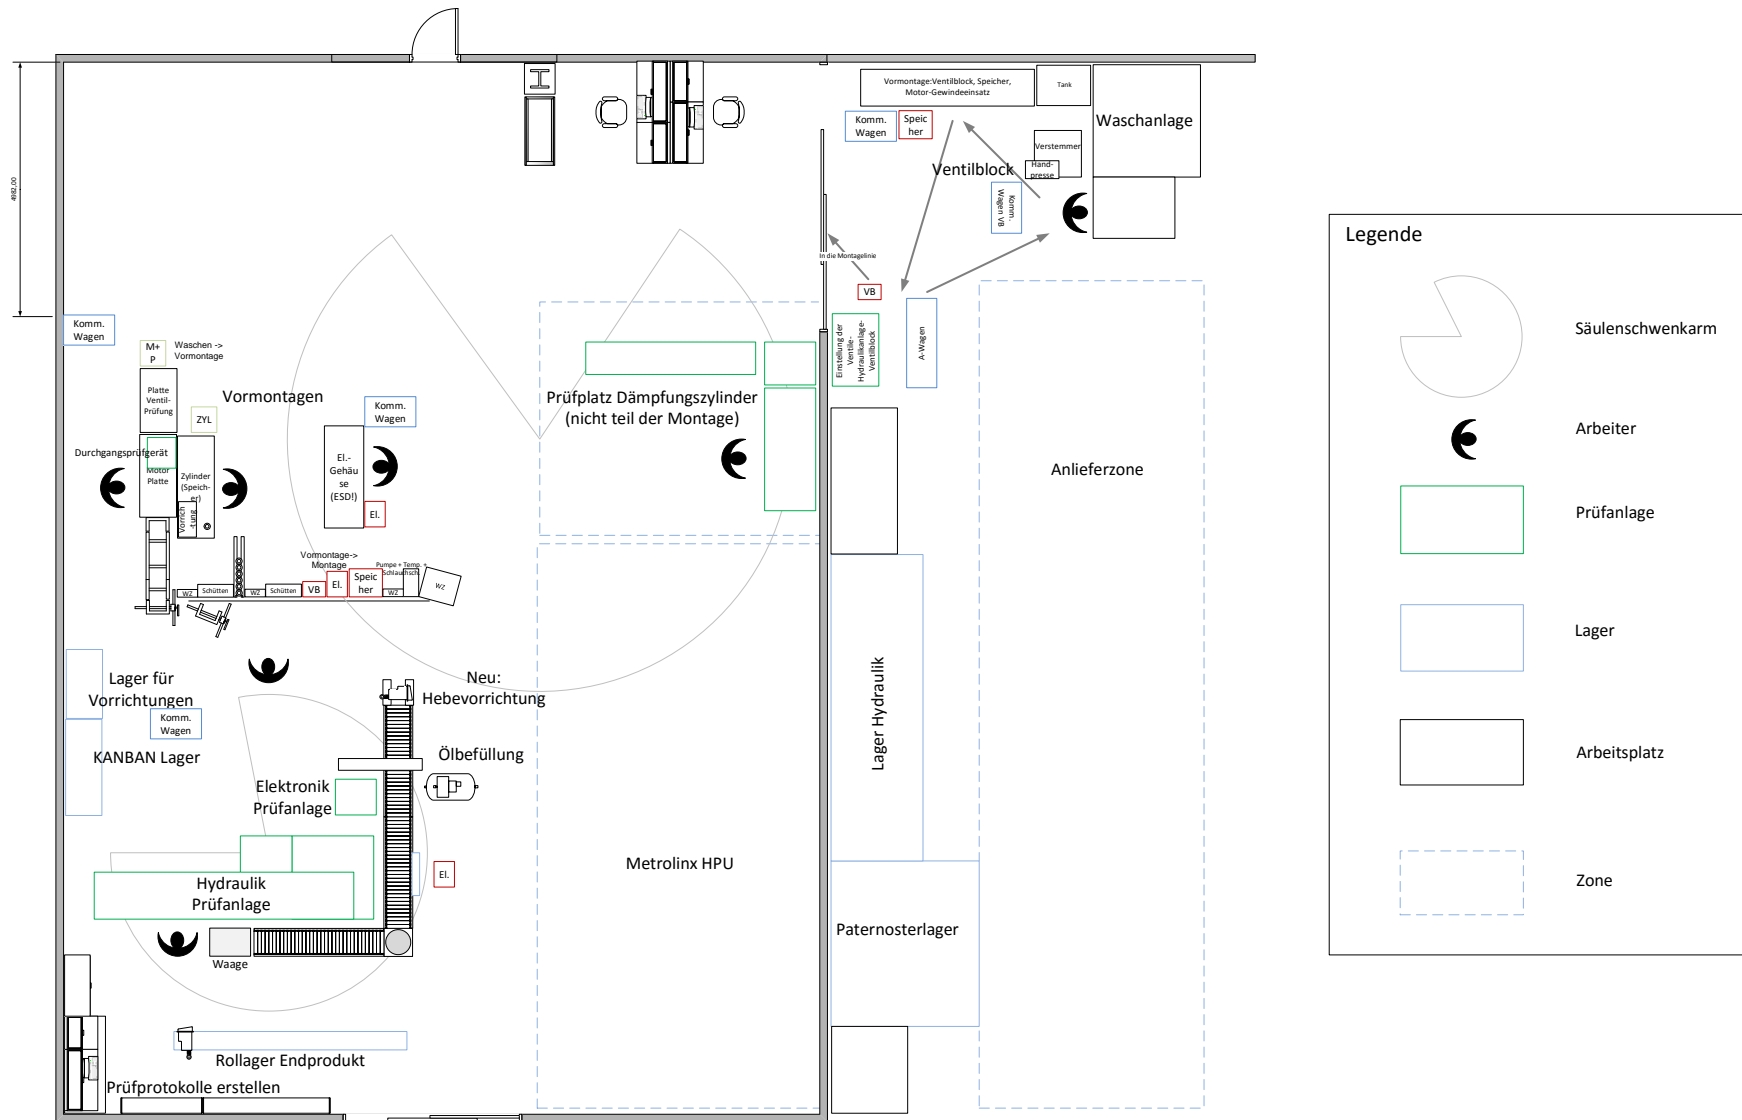 4982,00
Vormontage:Ventilblock, Speicher,
Motor-Gewindeeinsatz
Tank
Waschanlage
Komm.
Wagen
Speic
her
Verstemmer
Hand-
presse
Ventilblock
Komm.
Wagen VB
In die Montagelinie
VB
Einstellung der
Ventile-
Hydraulikanlage-
Ventilblock
A-Wagen
Anlieferzone
Komm.
Wagen
M+
P
Waschen ->
Vormontage
Platte
Ventil-
Prüfung
Vormontagen
ZYL
Komm.
Wagen
Durchgangsprüfgerät
Motor
Platte
Zylinder
(Speich-
er)
Vorrich
-tung
El.-
Gehäu
se
(ESD!)
El.
Prüfplatz Dämpfungszylinder
(nicht teil der Montage)
Vormontage->
Montage
Pumpe + Temp. +
Schlauchsch.
WZ
Schütten
WZ
Schütten
VB
El.
Speic
her
WZ
WZ
Lager für
Vorrichtungen
Komm.
Wagen
KANBAN Lager
Neu:
Hebevorrichtung
Ölbefüllung
Elektronik
Prüfanlage
Hydraulik
Prüfanlage
El.
Waage
Metrolinx HPU
Lager Hydraulik
Paternosterlager
Rollager Endprodukt
Prüfprotokolle erstellen
Legende
Säulenschwenkarm
Arbeiter
Prüfanlage
Lager
Arbeitsplatz
Zone